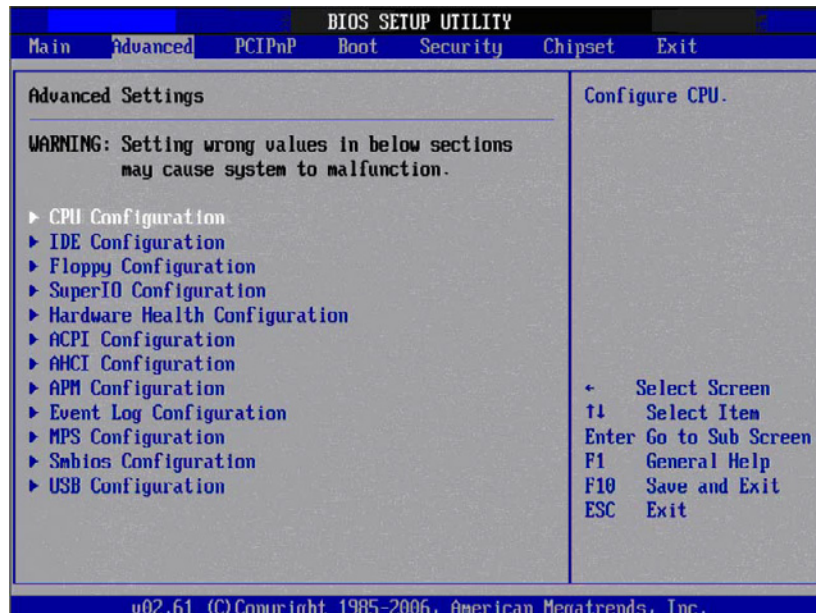 BIOS SETUP UTILITY
Main Advanced PCIPnP Boot Security Chipset Exit
Advanced Settings
WARNING: Setting wrong values in below sections
may cause system to malfunction.
▶ CPU Configuration
▶ IDE Configuration
▶ Floppy Configuration
▶ SuperIO Configuration
▶ Hardware Health Configuration
▶ ACPI Configuration
▶ AHCI Configuration
▶ APM Configuration
▶ Event Log Configuration
▶ MPS Configuration
▶ Smbios Configuration
▶ USB Configuration
Configure CPU.
← Select Screen
↑↓ Select Item
Enter Go to Sub Screen
F1 General Help
F10 Save and Exit
ESC Exit
v02.61 (C)Copyright 1985-2006, American Megatrends, Inc.